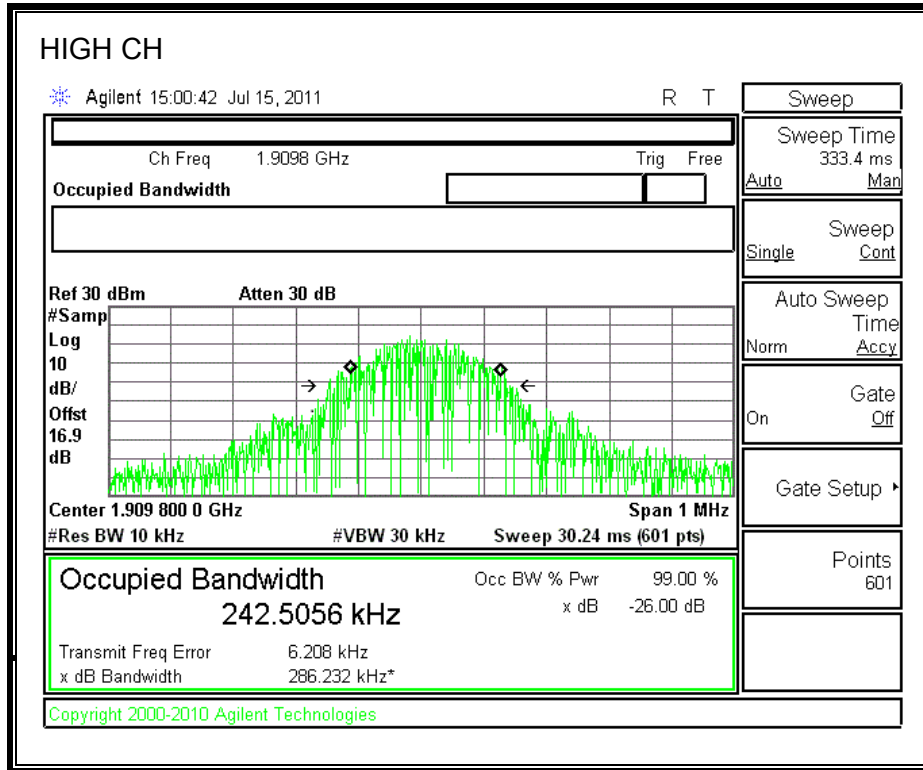 HIGH CH
Agilent 15:00:42 Jul 15, 2011 R T
Ch Freq 1.9098 GHz Trig Free
Occupied Bandwidth
Ref 30 dBm Atten 30 dB
#Samp
Log
10
dB/
Offst
16.9
dB
Center 1.909 800 0 GHz Span 1 MHz
#Res BW 10 kHz #VBW 30 kHz Sweep 30.24 ms (601 pts)
Occupied Bandwidth Occ BW % Pwr 99.00 %
242.5056 kHz x dB -26.00 dB
Transmit Freq Error 6.208 kHz
x dB Bandwidth 286.232 kHz*
Copyright 2000-2010 Agilent Technologies
Sweep
Sweep Time
333.4 ms
Auto Man
Sweep
Single Cont
Auto Sweep
Time
Norm Accy
Gate
On Off
Gate Setup
Points
601